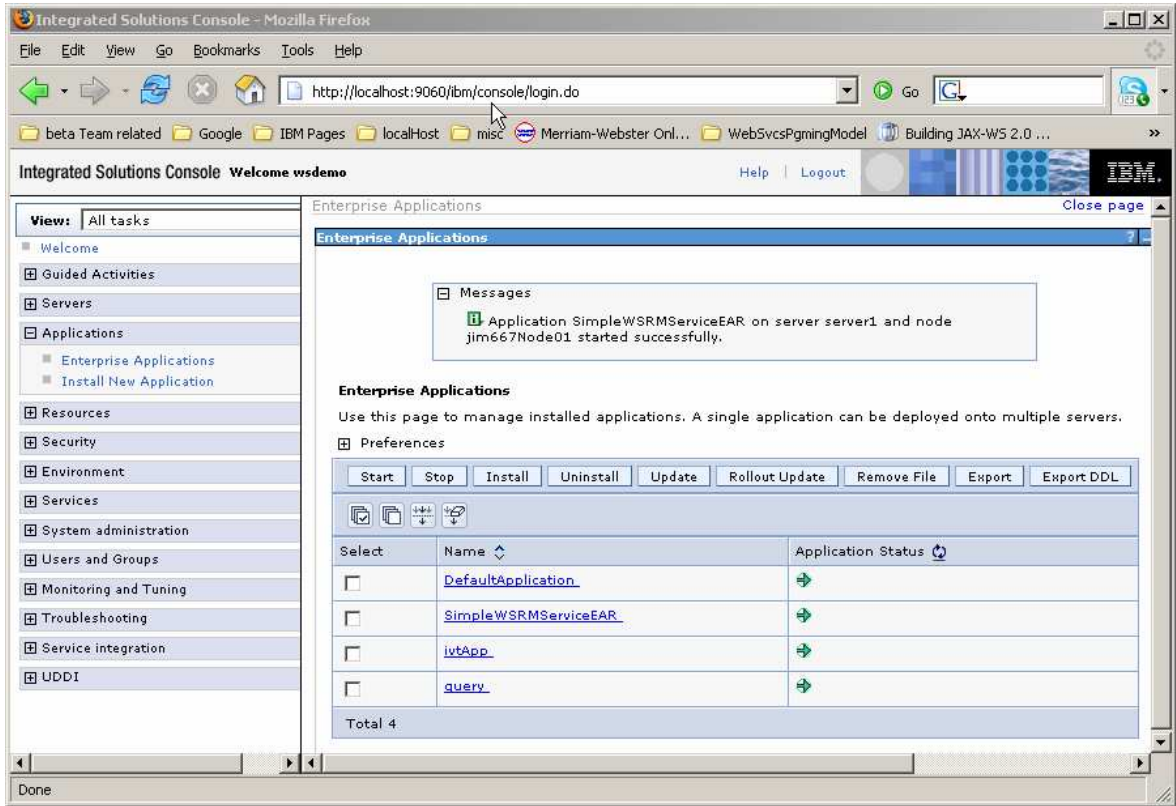 Integrated Solutions Console - Mozilla Firefox
File Edit View Go Bookmarks Tools Help
http://localhost:9060/ibm/console/login.do Go G
beta Team related Google IBM Pages localHost misc Merriam-Webster Onl... WebSvcsPgmingModel Building JAX-WS 2.0 ... »
Integrated Solutions Console Welcome wsdemo Help | Logout IBM.
View: All tasks
Welcome
Guided Activities
Servers
Applications
Enterprise Applications
Install New Application
Resources
Security
Environment
Services
System administration
Users and Groups
Monitoring and Tuning
Troubleshooting
Service integration
UDDI
Enterprise Applications Close page
Enterprise Applications ?
Messages
Application SimpleWSRMServiceEAR on server server1 and node
jim667Node01 started successfully.
Enterprise Applications
Use this page to manage installed applications. A single application can be deployed onto multiple servers.
Preferences
Start Stop Install Uninstall Update Rollout Update Remove File Export Export DDL
Select Name Application Status
DefaultApplication
SimpleWSRMServiceEAR
ivtApp
query
Total 4
Done